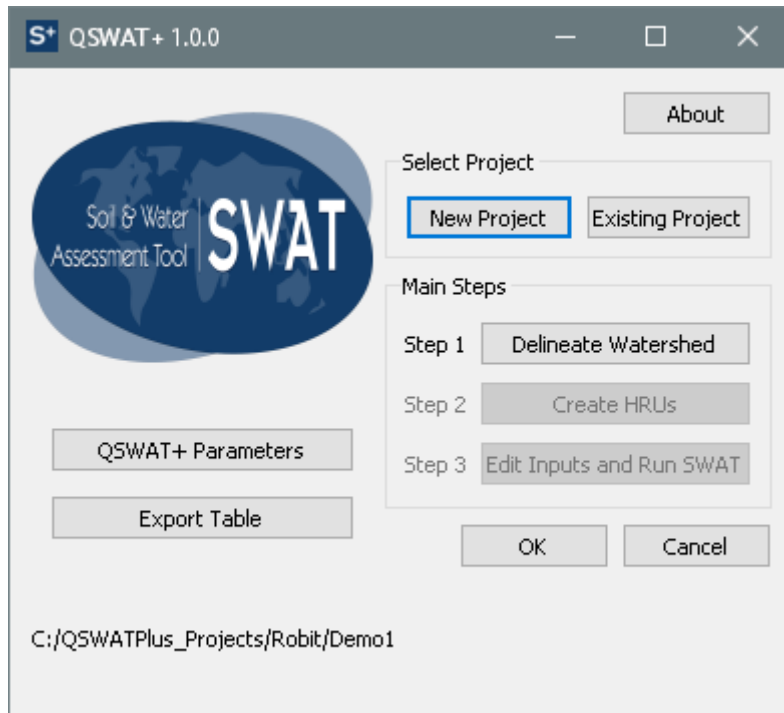 S+ QSWAT+ 1.0.0
About
Soil & Water
Assessment Tool
SWAT
Select Project
New Project Existing Project
Main Steps
Step 1 Delineate Watershed
Step 2 Create HRUs
Step 3 Edit Inputs and Run SWAT
QSWAT+ Parameters
Export Table
OK Cancel
C:/QSWATPlus_Projects/Robit/Demo1